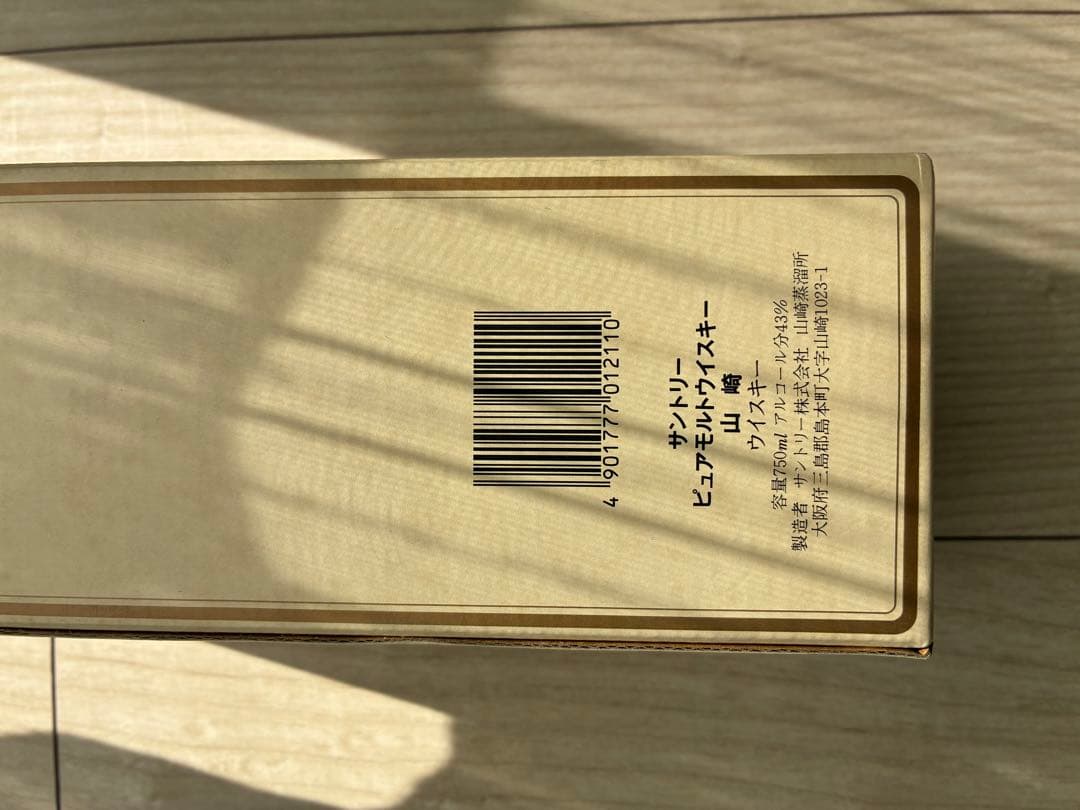 4 901777 012110
サントリー
ピュアモルトウイスキー
山崎
ウイスキー
容量750ml アルコール分43%
製造者 サントリー株式会社 山崎蒸溜所
大阪府三島郡島本町大字山崎1023-1